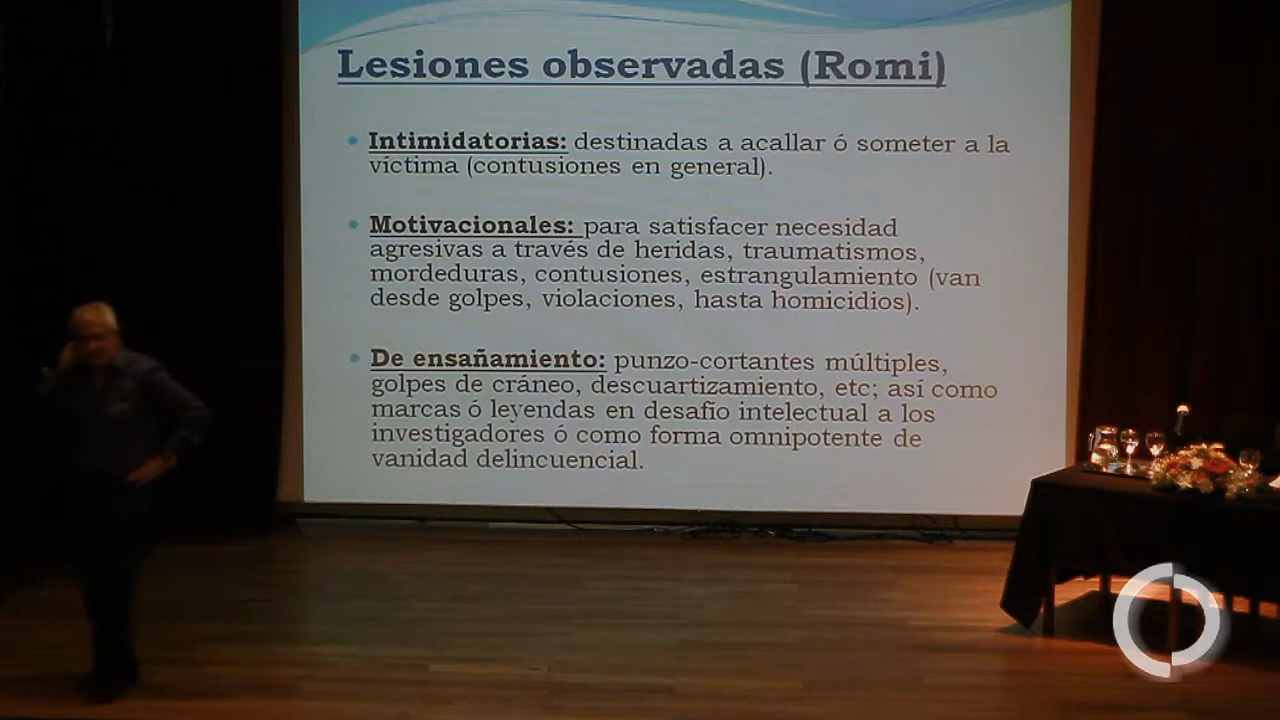 Lesiones observadas (Romi)
Intimidatorias: destinadas a acallar ó someter a la
víctima (contusiones en general).
Motivacionales: para satisfacer necesidad
agresivas a través de heridas, traumatismos,
mordeduras, contusiones, estrangulamiento (van
desde golpes, violaciones, hasta homicidios).
De ensañamiento: punzo-cortantes múltiples,
golpes de cráneo, descuartizamiento, etc; así como
marcas ó leyendas en desafío intelectual a los
investigadores ó como forma omnipotente de
vanidad delincuencial.